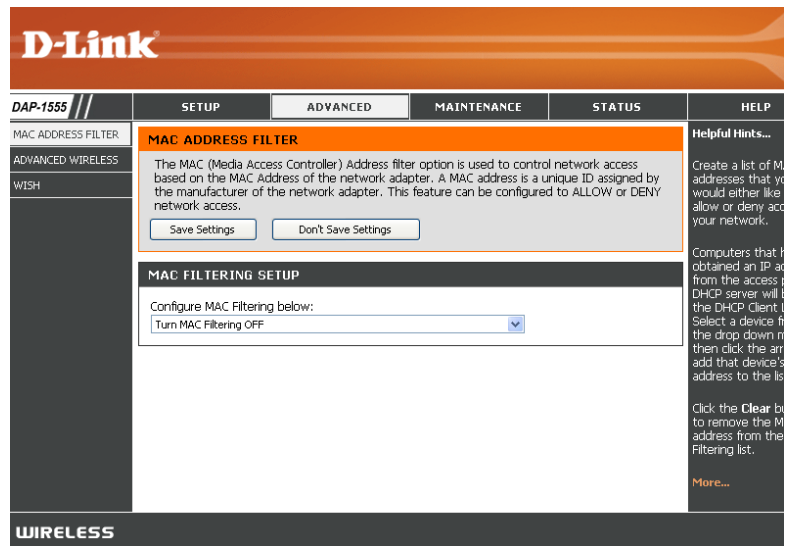 D-Link
DAP-1555 // SETUP ADVANCED MAINTENANCE STATUS HELP
MAC ADDRESS FILTER
ADVANCED WIRELESS
WISH
MAC ADDRESS FILTER
The MAC (Media Access Controller) Address filter option is used to control network access
based on the MAC Address of the network adapter. A MAC address is a unique ID assigned by
the manufacturer of the network adapter. This feature can be configured to ALLOW or DENY
network access.
Save Settings Don't Save Settings
MAC FILTERING SETUP
Configure MAC Filtering below:
Turn MAC Filtering OFF
Helpful Hints...
Create a list of
addresses that
would either like
allow or deny
your network.
Computers that
obtained an IP
from the access
DHCP server will
the DHCP Client
Select a device
the drop down
then click the
add that device's
address to the
Click the Clear
to remove the
address from the
Filtering list.
More...
WIRELESS